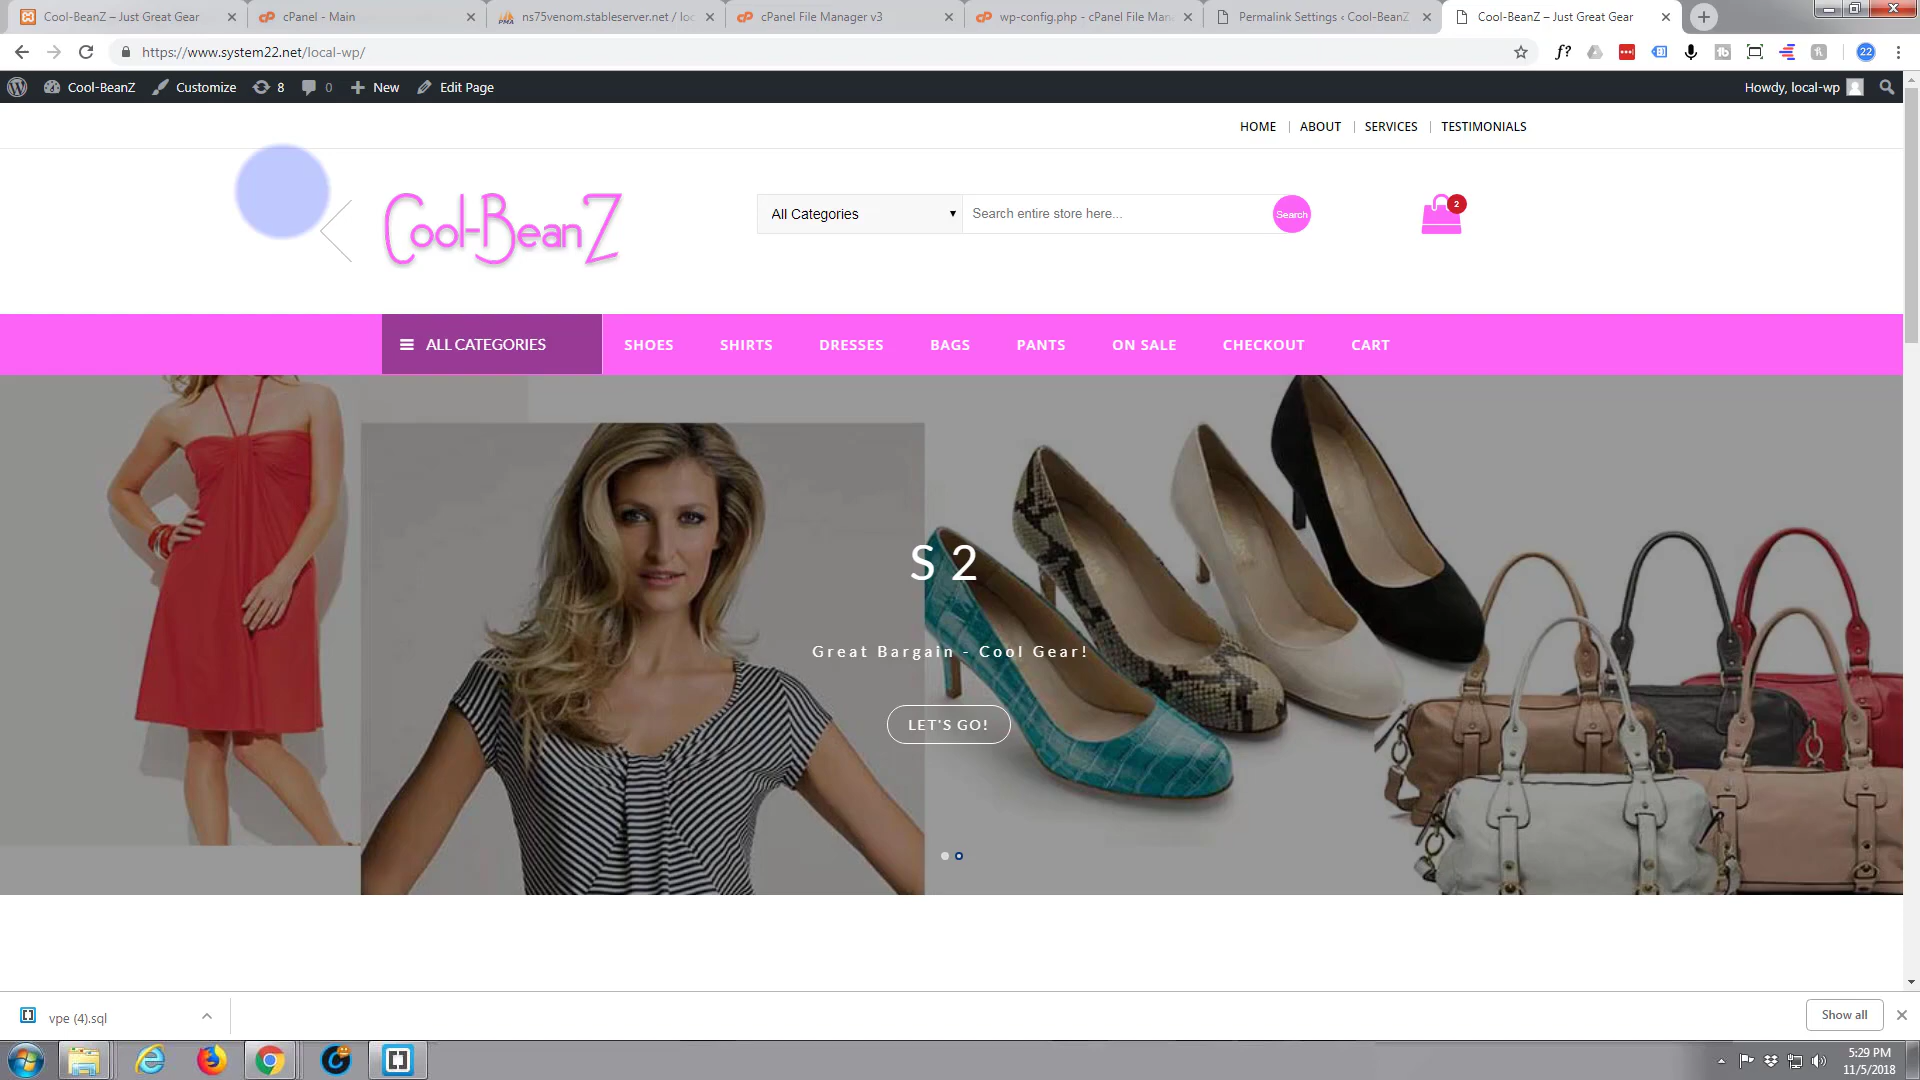 Cool-BeanZ – Just Great Gear
cPanel - Main
ns75venom.stableserver.net / loc
cPanel File Manager v3
wp-config.php - cPanel File Man
Permalink Settings ‹ Cool-BeanZ
Cool-BeanZ – Just Great Gear
https://www.system22.net/local-wp/
f?
22
Cool-BeanZ
Customize
8
0
New
Edit Page
Howdy, local-wp
HOME
ABOUT
SERVICES
TESTIMONIALS
Cool-BeanZ
All Categories
Search entire store here...
Search
2
ALL CATEGORIES
SHOES
SHIRTS
DRESSES
BAGS
PANTS
ON SALE
CHECKOUT
CART
S 2
Great Bargain - Cool Gear!
LET'S GO!
vpe (4).sql
Show all
5:29 PM
11/5/2018